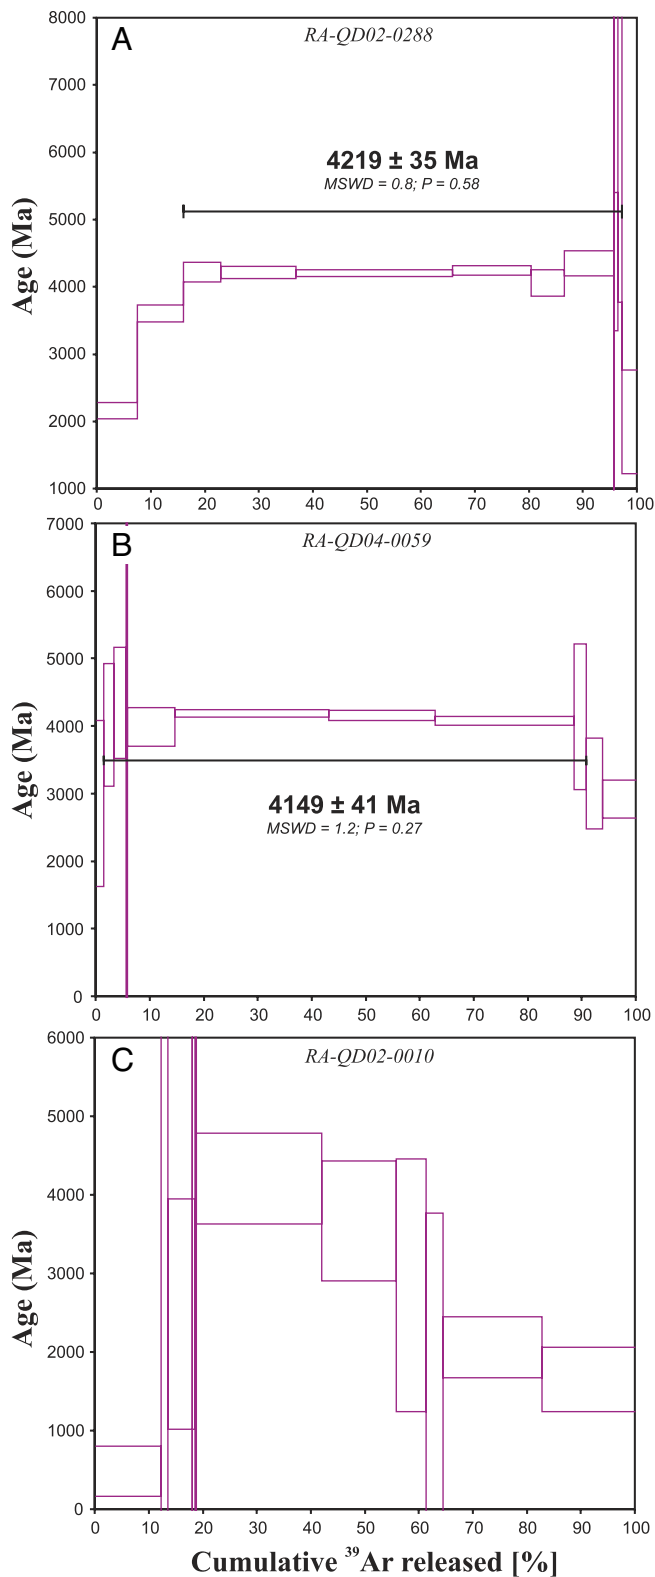 A
RA-QD02-0288
8000
7000
6000
5000
4000
3000
2000
1000
Age (Ma)
4219 ± 35 Ma
MSWD = 0.8; P = 0.58
0 10 20 30 40 50 60 70 80 90 100
B
RA-QD04-0059
7000
6000
5000
4000
3000
2000
1000
0
Age (Ma)
4149 ± 41 Ma
MSWD = 1.2; P = 0.27
0 10 20 30 40 50 60 70 80 90 100
C
RA-QD02-0010
6000
5000
4000
3000
2000
1000
0
Age (Ma)
0 10 20 30 40 50 60 70 80 90 100
Cumulative ³⁹Ar released [%]